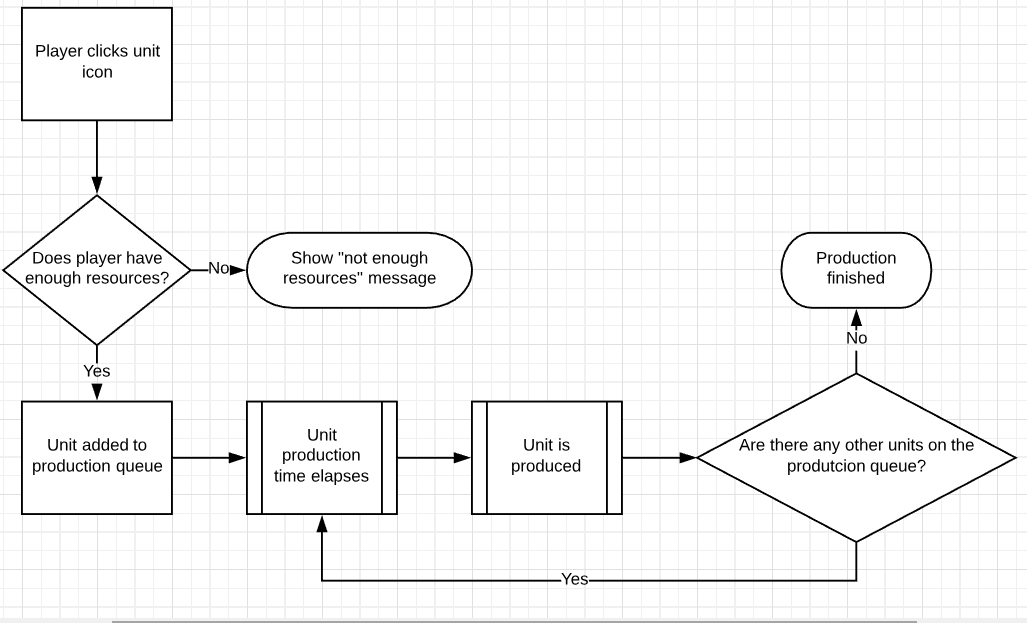 Player clicks unit
icon
Does player have
enough resources?
No
Show "not enough
resources" message
Production
finished
No
Yes
Unit added to
production queue
Unit
production
time elapses
Unit is
produced
Are there any other units on the
produtcion queue?
Yes